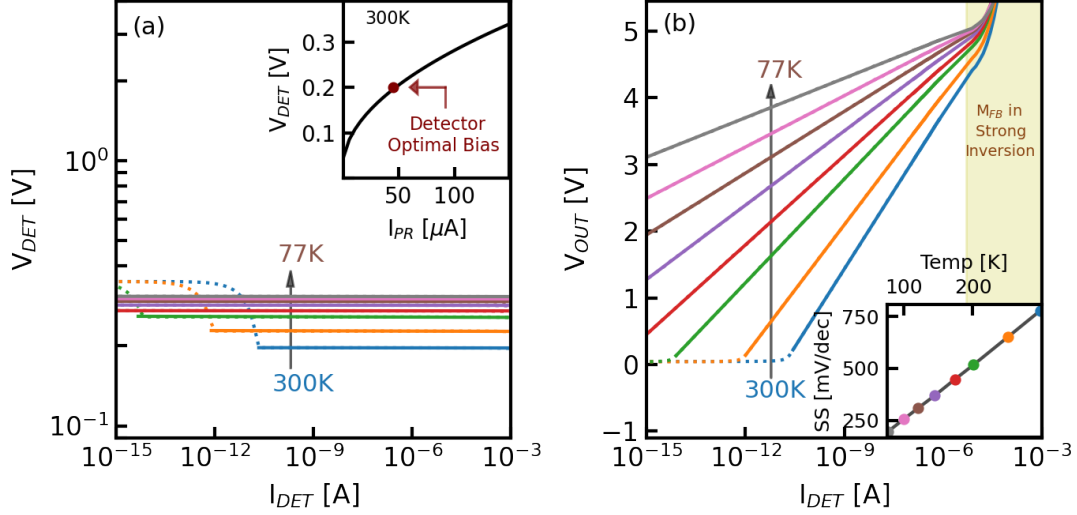 (a)
300K
0.3
0.2
0.1
V_DET [V]
Detector
Optimal Bias
50
100
I_PR [μA]
10^0
10^-1
V_DET [V]
77K
300K
10^-15
10^-12
10^-9
10^-6
10^-3
I_DET [A]
(b)
5
4
3
2
1
0
−1
V_OUT [V]
77K
300K
M_FB in
Strong
Inversion
Temp [K]
100
200
750
500
250
SS [mV/dec]
10^-15
10^-12
10^-9
10^-6
10^-3
I_DET [A]